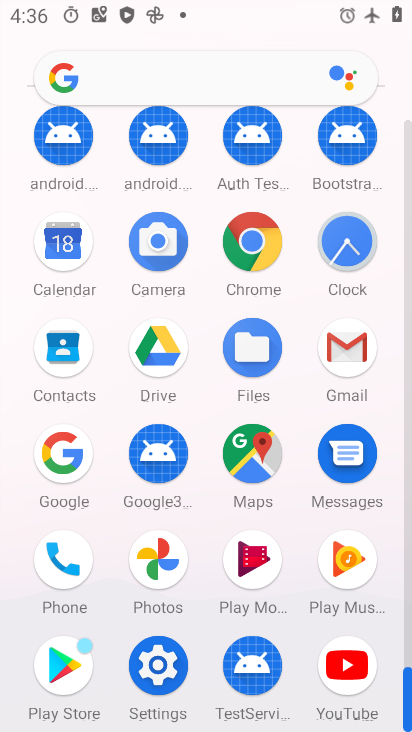 4:36
android.... android.... Auth Tes... Bootstra...
18
Calendar Camera Chrome Clock
Contacts Drive Files Gmail
Google Google3... Maps Messages
Phone Photos Play Mo... Play Mus...
Play Store Settings TestServi... YouTube